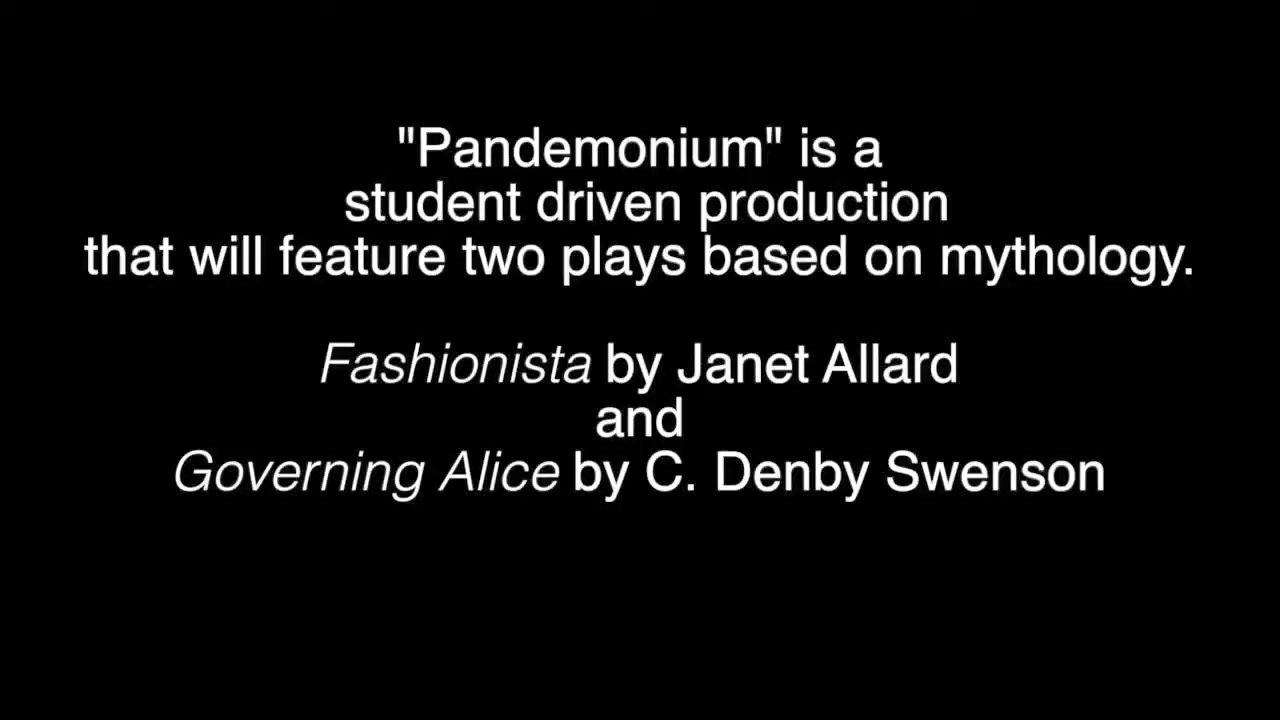 "Pandemonium" is a
student driven production
that will feature two plays based on mythology.
Fashionista by Janet Allard
and
Governing Alice by C. Denby Swenson